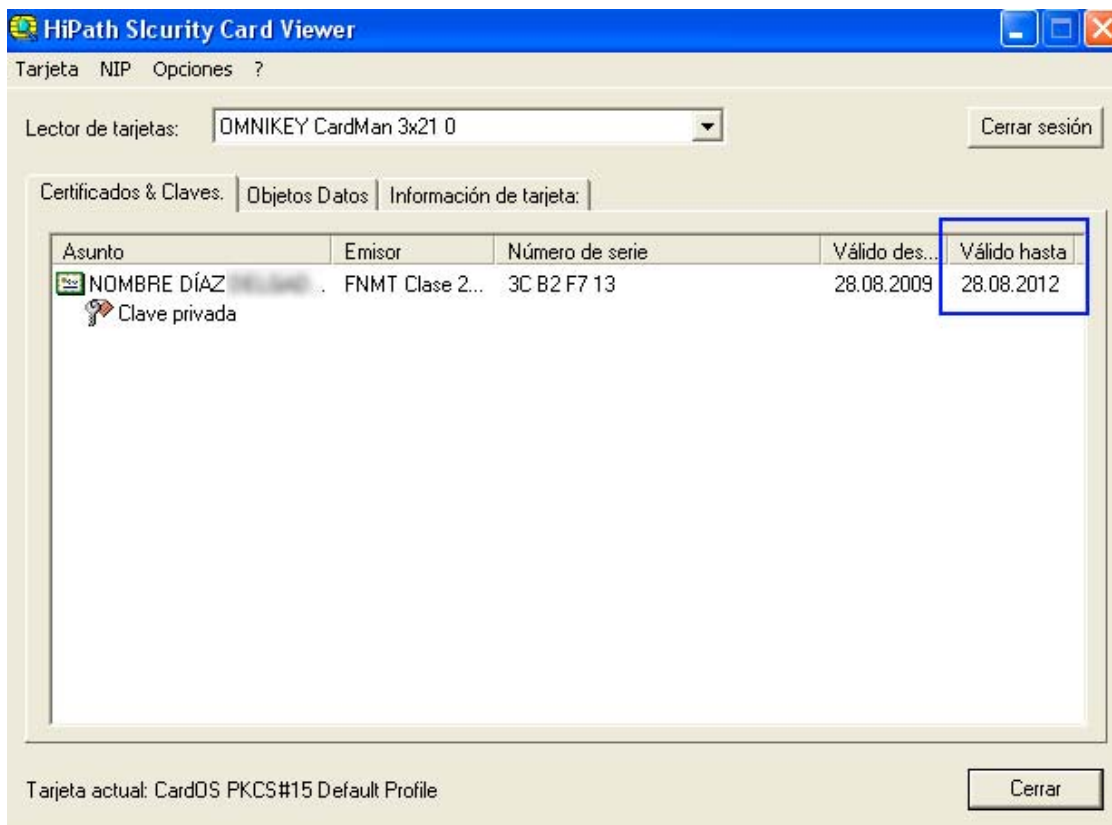 HiPath SIcurity Card Viewer
Tarjeta NIP Opciones ?
Lector de tarjetas: OMNIKEY CardMan 3x21 0 Cerrar sesión
Certificados & Claves. Objetos Datos Información de tarjeta:
Asunto Emisor Número de serie Válido des... Válido hasta
NOMBRE DÍAZ ... FNMT Clase 2... 3C B2 F7 13 28.08.2009 28.08.2012
Clave privada
Tarjeta actual: CardOS PKCS#15 Default Profile Cerrar